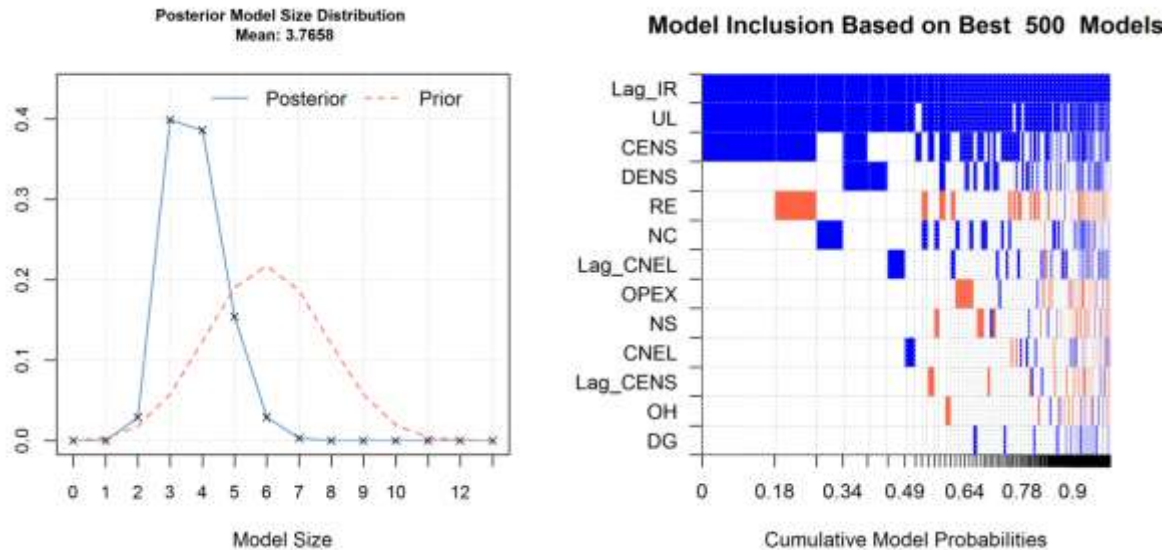 Posterior Model Size Distribution
Mean: 3.7658
Posterior
Prior
0.4
0.3
0.2
0.1
0.0
0 1 2 3 4 5 6 7 8 9 10 12
Model Size
Model Inclusion Based on Best 500 Models
Lag_IR
UL
CENS
DENS
RE
NC
Lag_CNEL
OPEX
NS
CNEL
Lag_CENS
OH
DG
0 0.18 0.34 0.49 0.64 0.78 0.9
Cumulative Model Probabilities